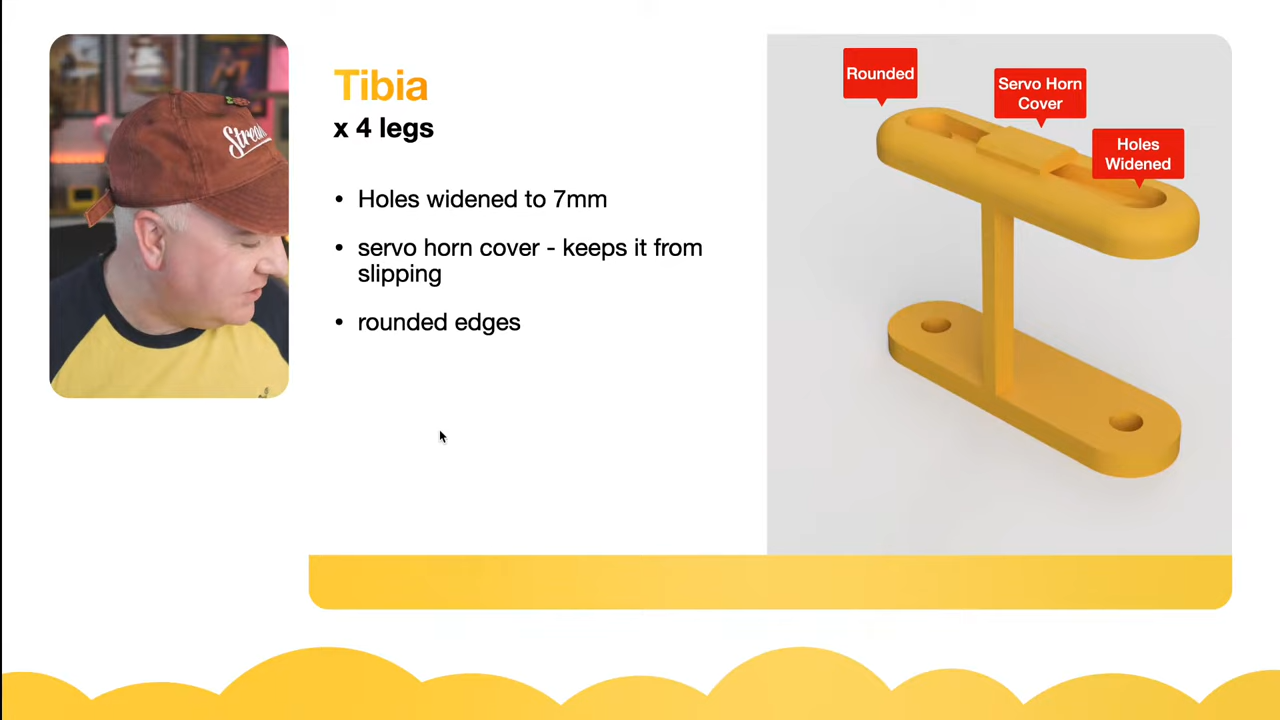 Tibia
x 4 legs
• Holes widened to 7mm
• servo horn cover - keeps it from
slipping
• rounded edges
Rounded
Servo Horn
Cover
Holes
Widened